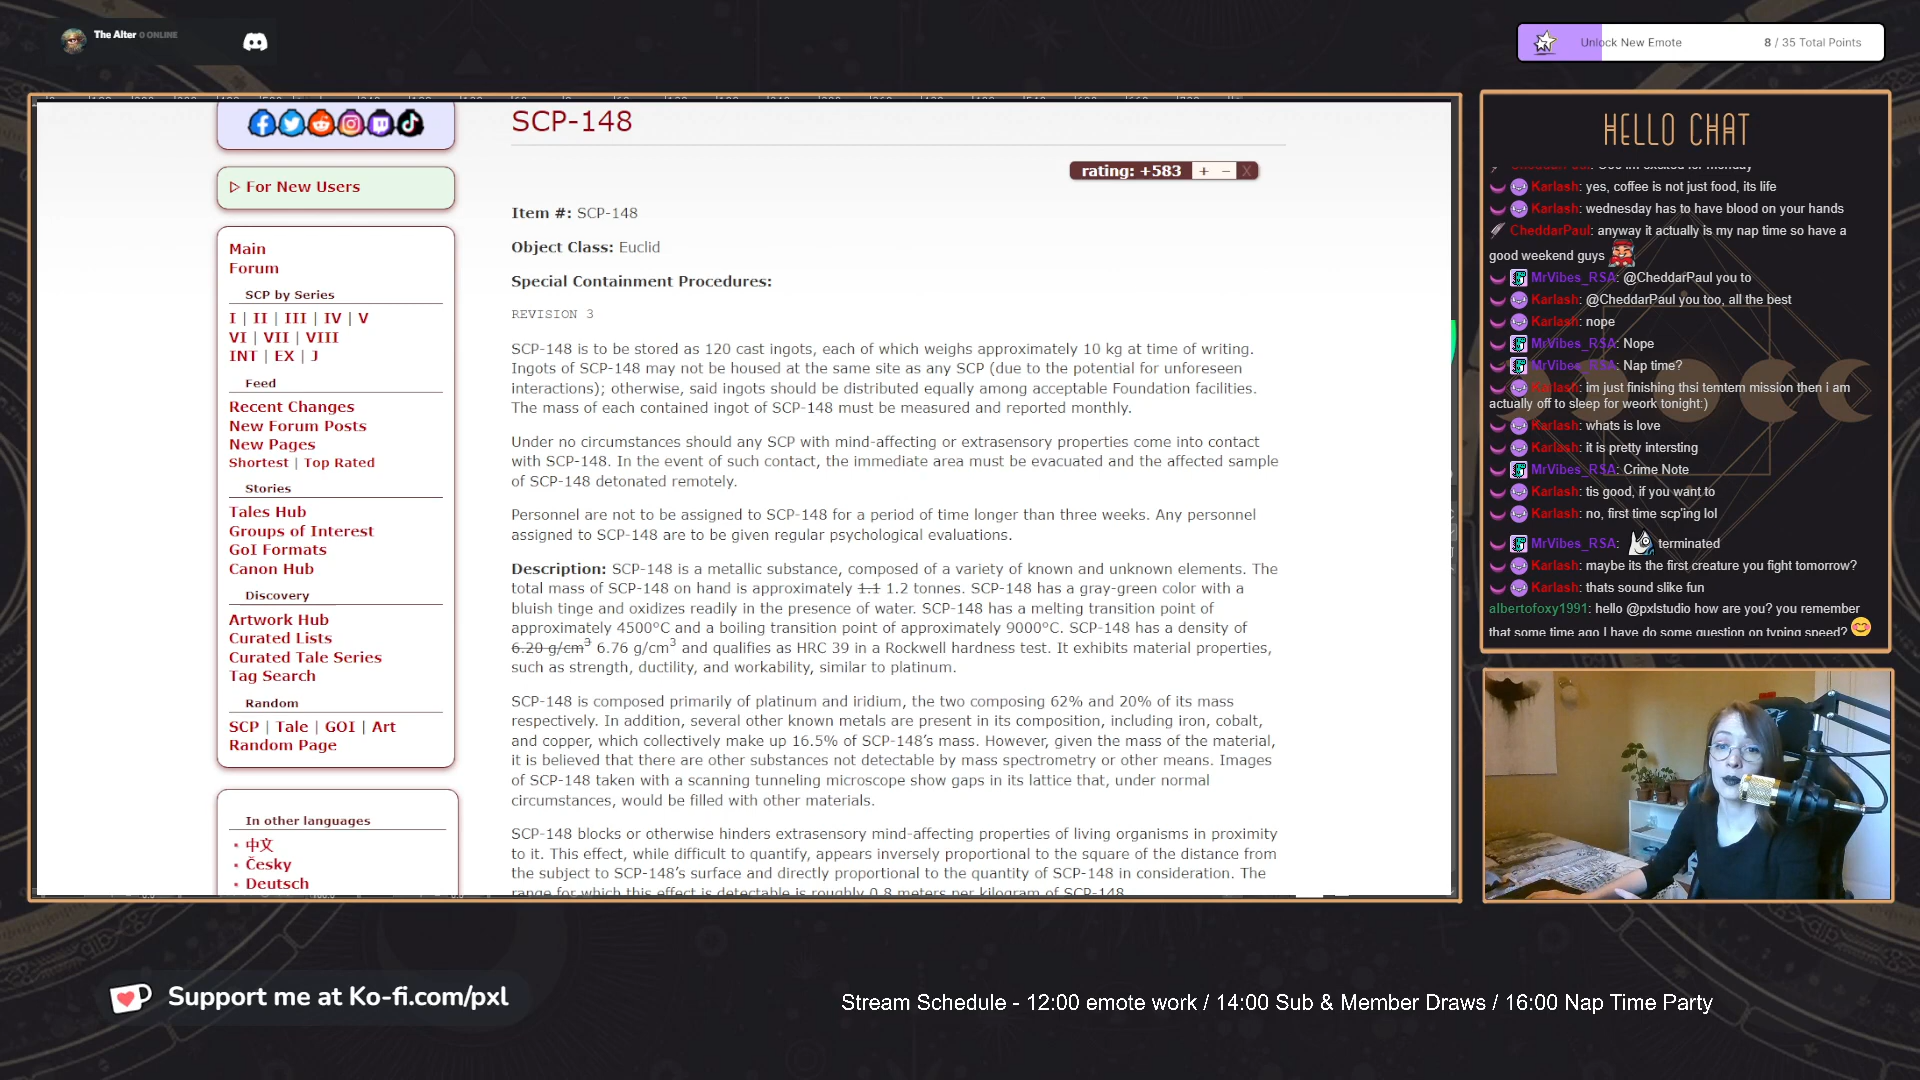 The Alter 0 ONLINE
Unlock New Emote
8 / 35 Total Points
SCP-148
rating: +583 + – X
▷ For New Users
Main
Forum
SCP by Series
I | II | III | IV | V
VI | VII | VIII
INT | EX | J
Feed
Recent Changes
New Forum Posts
New Pages
Shortest | Top Rated
Stories
Tales Hub
Groups of Interest
GoI Formats
Canon Hub
Discovery
Artwork Hub
Curated Lists
Curated Tale Series
Tag Search
Random
SCP | Tale | GOI | Art
Random Page
In other languages
中文
Česky
Deutsch
Item #: SCP-148
Object Class: Euclid
Special Containment Procedures:
REVISION 3
SCP-148 is to be stored as 120 cast ingots, each of which weighs approximately 10 kg at time of writing.
Ingots of SCP-148 may not be housed at the same site as any SCP (due to the potential for unforeseen
interactions); otherwise, said ingots should be distributed equally among acceptable Foundation facilities.
The mass of each contained ingot of SCP-148 must be measured and reported monthly.
Under no circumstances should any SCP with mind-affecting or extrasensory properties come into contact
with SCP-148. In the event of such contact, the immediate area must be evacuated and the affected sample
of SCP-148 detonated remotely.
Personnel are not to be assigned to SCP-148 for a period of time longer than three weeks. Any personnel
assigned to SCP-148 are to be given regular psychological evaluations.
Description: SCP-148 is a metallic substance, composed of a variety of known and unknown elements. The
total mass of SCP-148 on hand is approximately 1.1 1.2 tonnes. SCP-148 has a gray-green color with a
bluish tinge and oxidizes readily in the presence of water. SCP-148 has a melting transition point of
approximately 4500°C and a boiling transition point of approximately 9000°C. SCP-148 has a density of
6.20 g/cm³ 6.76 g/cm³ and qualifies as HRC 39 in a Rockwell hardness test. It exhibits material properties,
such as strength, ductility, and workability, similar to platinum.
SCP-148 is composed primarily of platinum and iridium, the two composing 62% and 20% of its mass
respectively. In addition, several other known metals are present in its composition, including iron, cobalt,
and copper, which collectively make up 16.5% of SCP-148’s mass. However, given the mass of the material,
it is believed that there are other substances not detectable by mass spectrometry or other means. Images
of SCP-148 taken with a scanning tunneling microscope show gaps in its lattice that, under normal
circumstances, would be filled with other materials.
SCP-148 blocks or otherwise hinders extrasensory mind-affecting properties of living organisms in proximity
to it. This effect, while difficult to quantify, appears inversely proportional to the square of the distance from
the subject to SCP-148’s surface and directly proportional to the quantity of SCP-148 in consideration. The
range for which this effect is detectable is roughly 0.8 meters per kilogram of SCP-148.
HELLO CHAT
Karlash: yes, coffee is not just food, its life
Karlash: wednesday has to have blood on your hands
CheddarPaul: anyway it actually is my nap time so have a
good weekend guys
MrVibes_RSA: @CheddarPaul you to
Karlash: @CheddarPaul you too, all the best
Karlash: nope
MrVibes_RSA: Nope
MrVibes_RSA: Nap time?
Karlash: im just finishing thsi temtem mission then i am
actually off to sleep for weork tonight:)
Karlash: whats is love
Karlash: it is pretty intersting
MrVibes_RSA: Crime Note
Karlash: tis good, if you want to
Karlash: no, first time scp'ing lol
MrVibes_RSA: terminated
Karlash: maybe its the first creature you fight tomorrow?
Karlash: thats sound slike fun
albertofoxy1991: hello @pxlstudio how are you? you remember
that some time ago I have do some question on typing speed? 😊
Support me at Ko-fi.com/pxl
Stream Schedule - 12:00 emote work / 14:00 Sub & Member Draws / 16:00 Nap Time Party